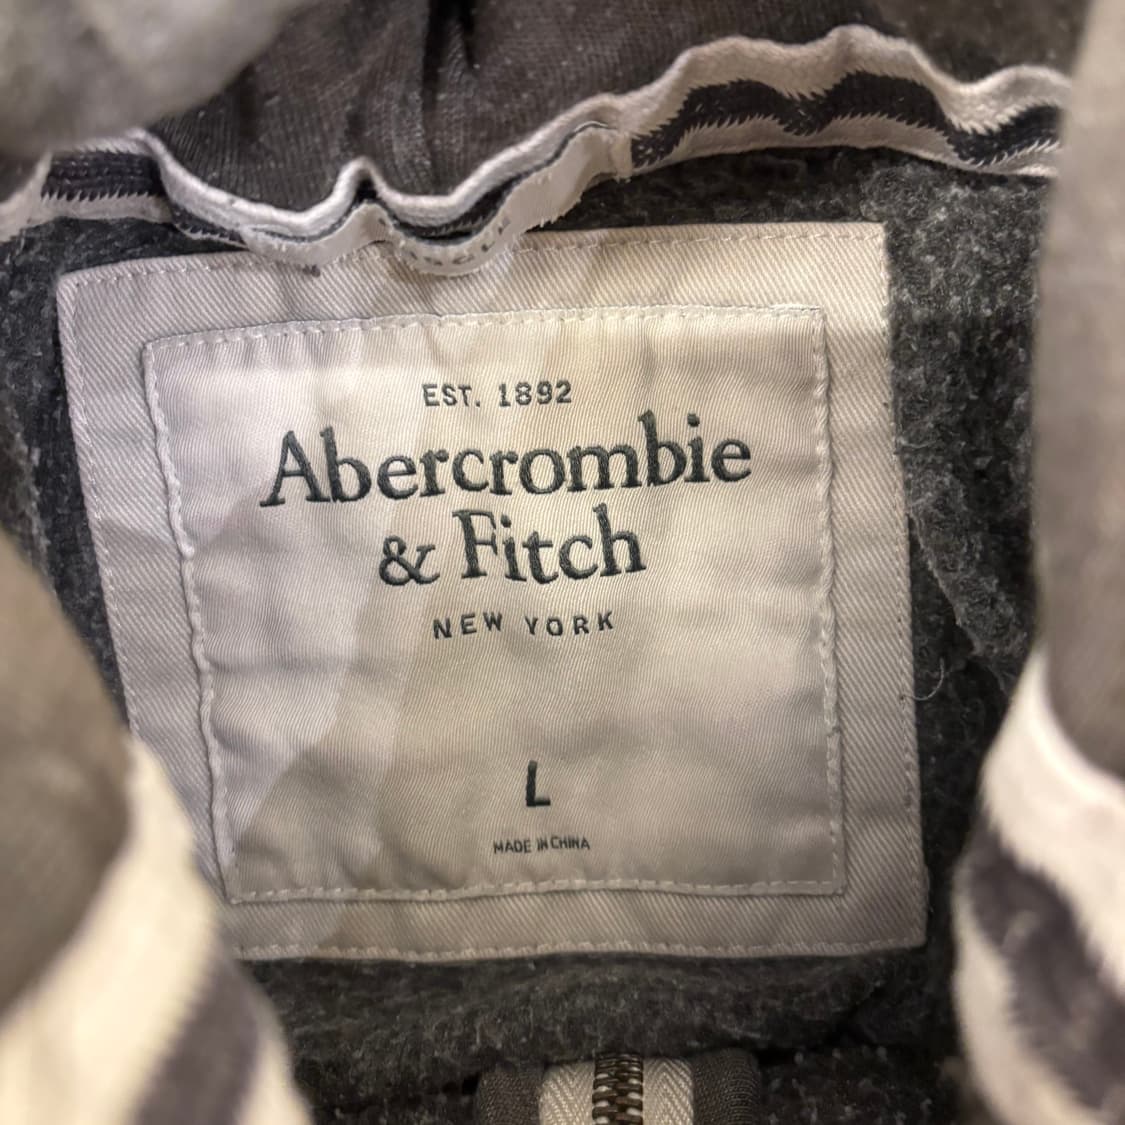 EST. 1892
Abercrombie
& Fitch
NEW YORK
L
MADE IN CHINA